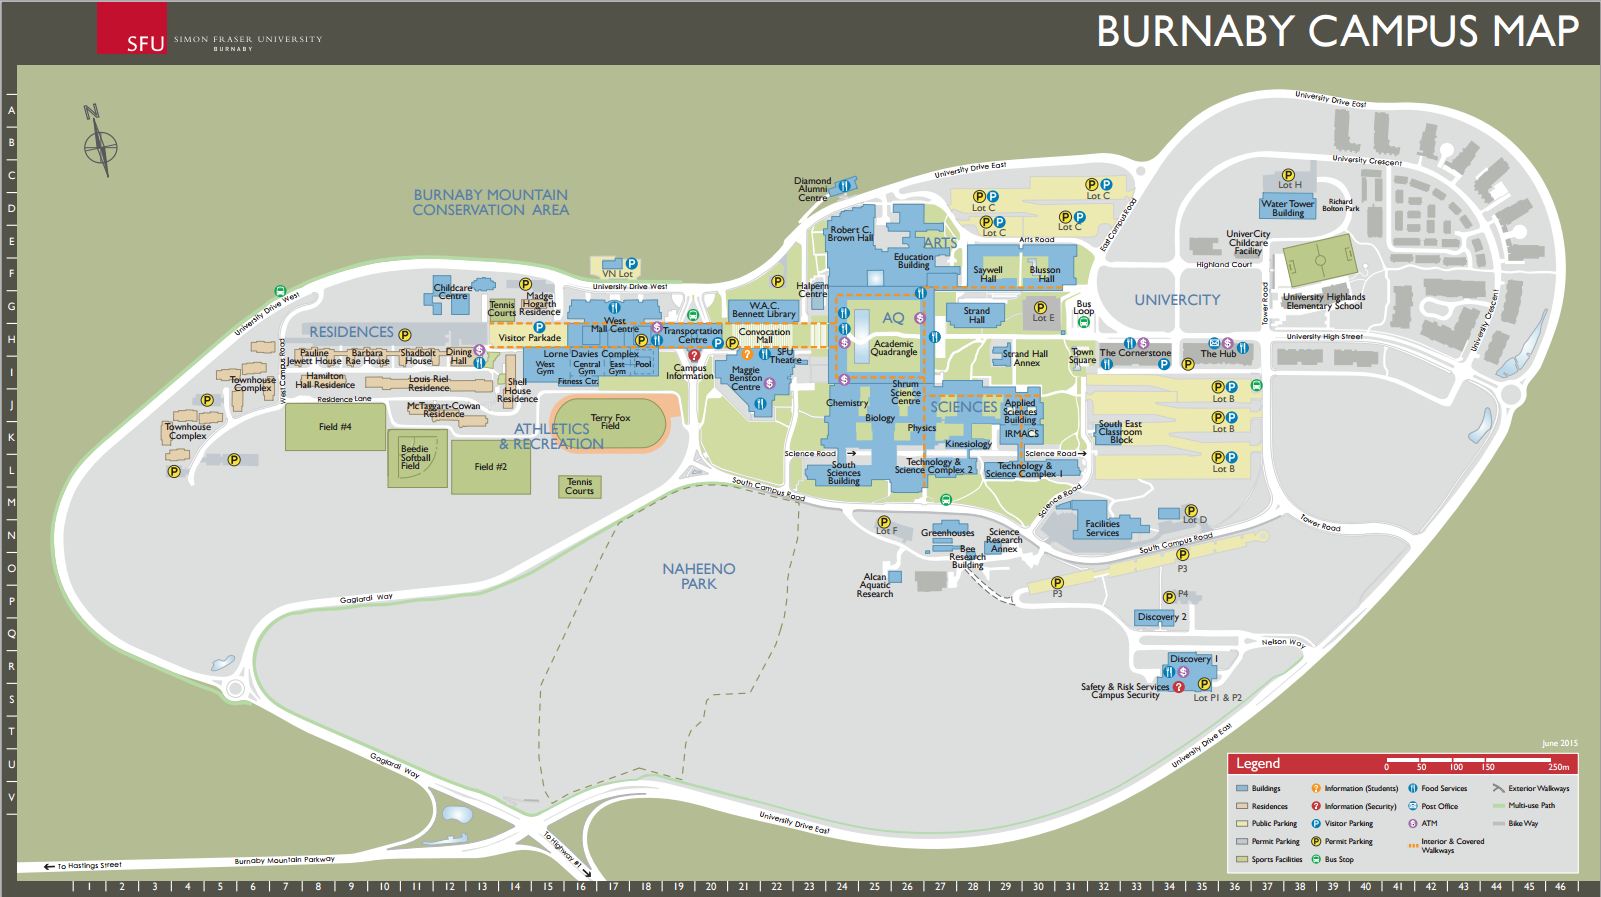 SFU
SIMON FRASER UNIVERSITY
BURNABY
BURNABY CAMPUS MAP
A
B
C
D
E
F
G
H
I
J
K
L
M
N
O
P
Q
R
S
T
U
V
N
BURNABY MOUNTAIN
CONSERVATION AREA
Diamond
Alumni
Centre
University Drive East
University Drive East
University Crescent
Lot C
Lot C
Lot C
Lot C
East Campus Road
Lot H
Water Tower
Building
Richard
Bolton Park
Robert C.
Brown Hall
ARTS
Arts Road
Education
Building
Saywell
Hall
Blusson
Hall
UniverCity
Childcare
Facility
Highland Court
VN Lot
University Drive West
University Drive West
Childcare
Centre
Tennis
Courts
Madge
Hogarth
Residence
Halpern
Centre
W.A.C.
Bennett Library
West
Mall Centre
Transportation
Centre
Convocation
Mall
Visitor Parkade
AQ
Academic
Quadrangle
Strand
Hall
Lot E
Bus
Loop
UNIVERCITY
Tower Road
University Highlands
Elementary School
University Crescent
University High Street
RESIDENCES
Pauline
Jewett House
Barbara
Rae House
Shadbolt
House
Dining
Hall
Lorne Davies Complex
West
Gym
Central
Gym
East
Gym
Pool
Fitness Ctr.
Campus
Information
SFU
Theatre
Maggie
Benston
Centre
Strand Hall
Annex
Town
Square
The Cornerstone
The Hub
West Campus Road
Townhouse
Complex
Hamilton
Hall Residence
Louis Riel
Residence
Shell
House
Residence
Residence Lane
McTaggart-Cowan
Residence
Townhouse
Complex
Field #4
Beedie
Softball
Field
Field #2
ATHLETICS
& RECREATION
Terry Fox
Field
Tennis
Courts
Shrum
Science
Centre
Chemistry
Biology
Physics
SCIENCES
Applied
Sciences
Building
IRMACS
Kinesiology
Lot B
Lot B
Lot B
South East
Classroom
Block
Science Road
Science Road
Science Road
South
Sciences
Building
Technology &
Science Complex 2
Technology &
Science Complex 1
South Campus Road
Lot F
Greenhouses
Science
Research
Annex
Bee
Research
Building
Alcan
Aquatic
Research
Facilities
Services
Lot D
South Campus Road
Tower Road
P3
P3
P4
NAHEENO
PARK
Gagiardi Way
Discovery 2
Nelson Way
Discovery 1
Safety & Risk Services
Campus Security
Lot P1 & P2
University Drive East
Gagiardi Way
University Drive East
To Highway #1
To Hastings Street
Burnaby Mountain Parkway
June 2015
Legend
0 50 100 150 250m
Buildings
Residences
Public Parking
Permit Parking
Sports Facilities
Information (Students)
Information (Security)
Visitor Parking
Permit Parking
Bus Stop
Food Services
Post Office
ATM
Interior & Covered
Walkways
Exterior Walkways
Multi-use Path
Bike Way
1 2 3 4 5 6 7 8 9 10 11 12 13 14 15 16 17 18 19 20 21 22 23 24 25 26 27 28 29 30 31 32 33 34 35 36 37 38 39 40 41 42 43 44 45 46